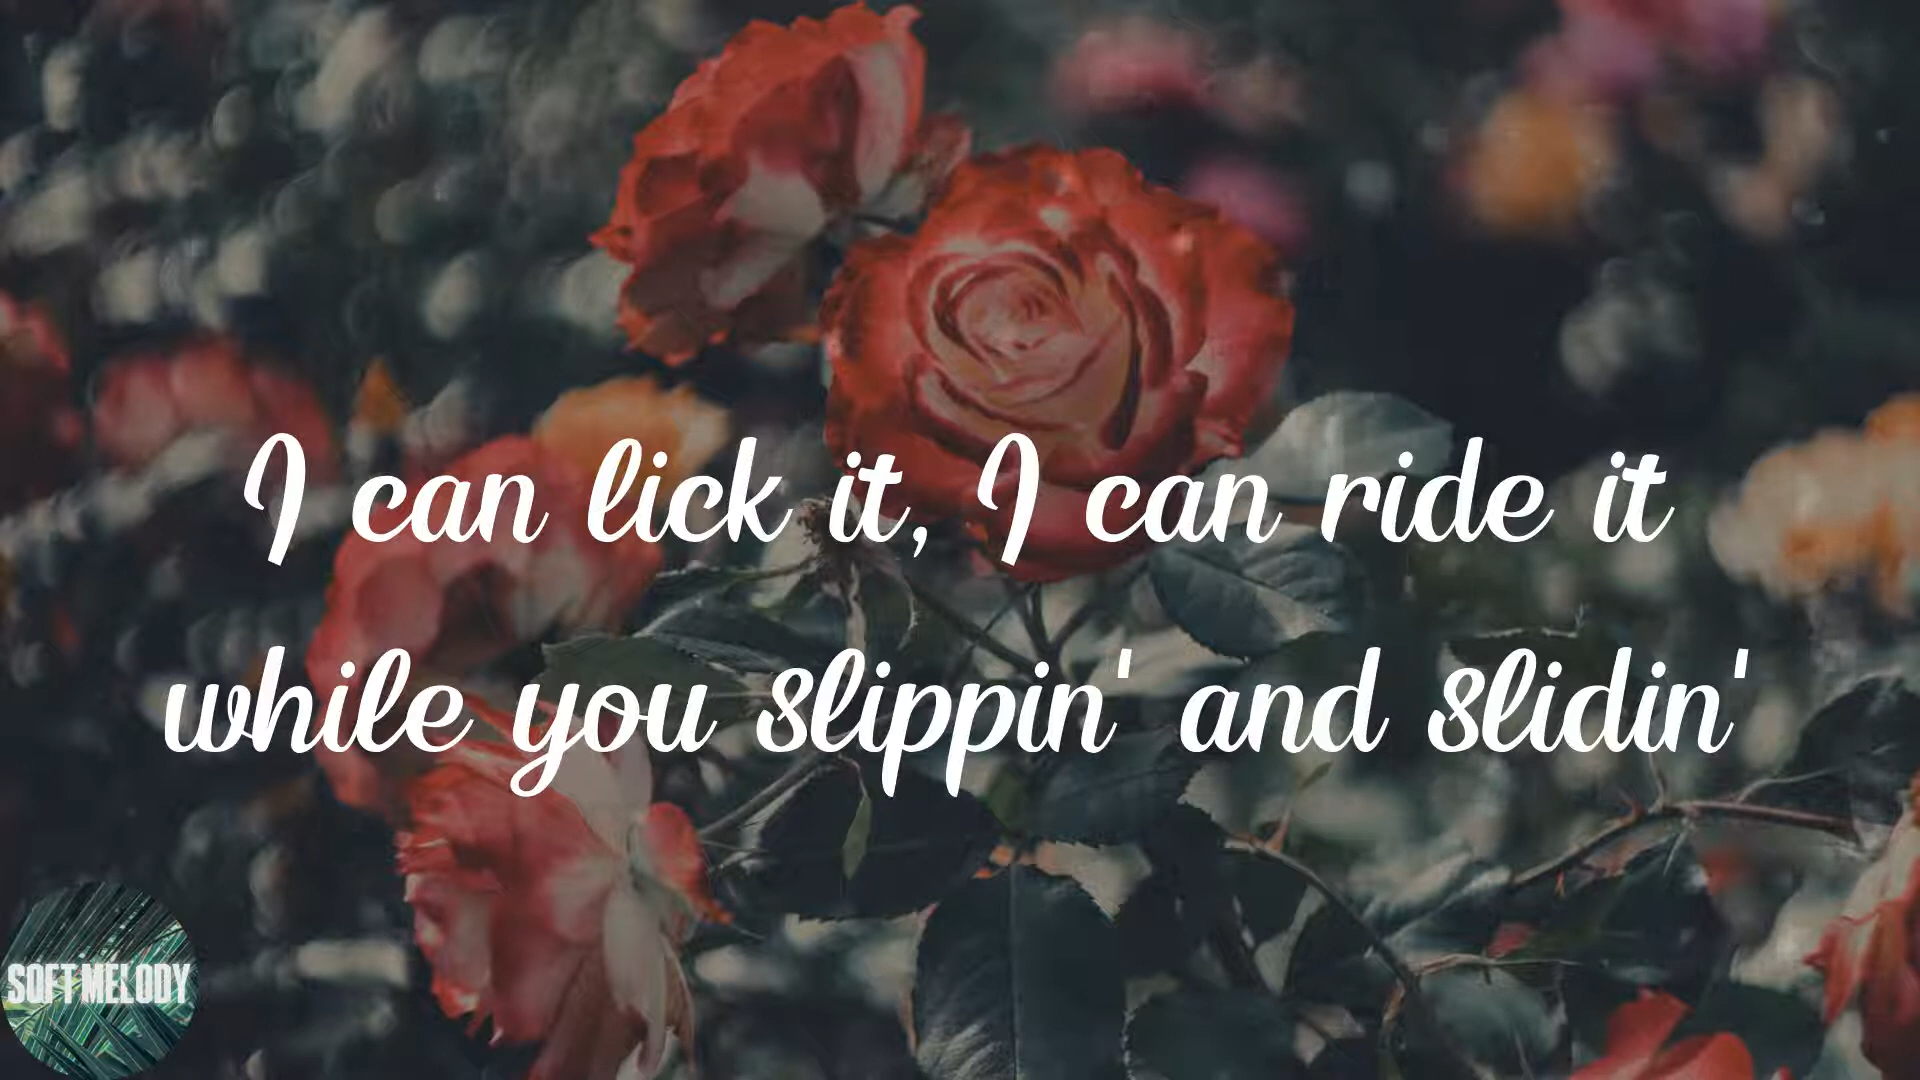 I can lick it, I can ride it
while you slippin' and slidin'
SOFT MELODY